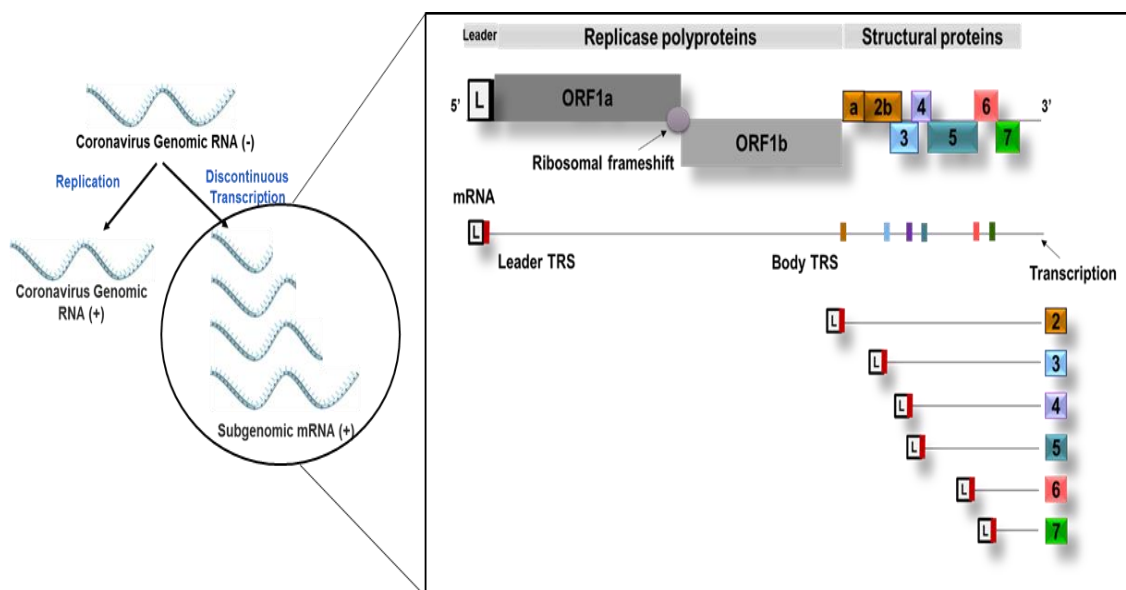 Coronavirus Genomic RNA (-)
Replication
Discontinuous
Transcription
Coronavirus Genomic
RNA (+)
Subgenomic mRNA (+)
Leader
Replicase polyproteins
Structural proteins
5'
L
ORF1a
ORF1b
Ribosomal frameshift
a
2b
3
4
5
6
7
3'
mRNA
L
Leader TRS
Body TRS
Transcription
L
2
L
3
L
4
L
5
L
6
L
7